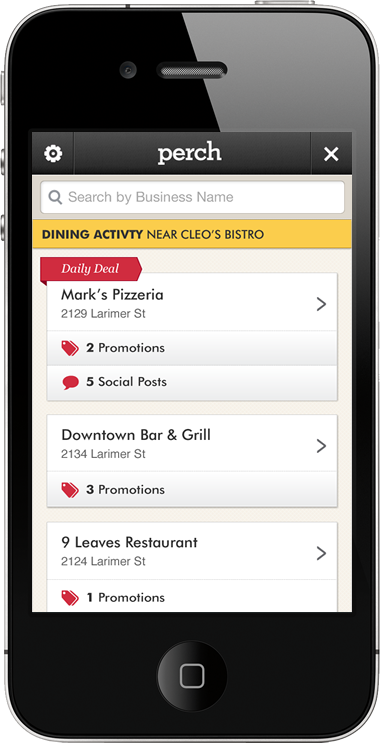 perch
Search by Business Name
DINING ACTIVTY NEAR CLEO'S BISTRO
Daily Deal
Mark's Pizzeria
2129 Larimer St
2 Promotions
5 Social Posts
Downtown Bar & Grill
2134 Larimer St
3 Promotions
9 Leaves Restaurant
2124 Larimer St
1 Promotions